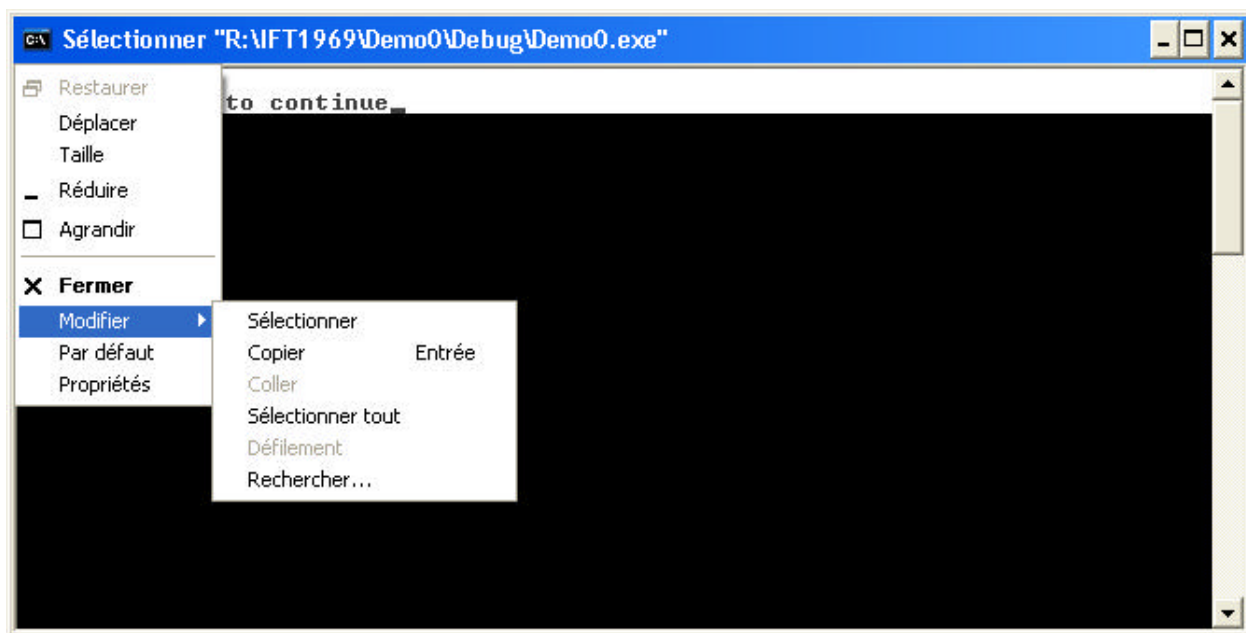 Sélectionner "R:\IFT1969\Demo0\Debug\Demo0.exe"
to continue_
Restaurer
Déplacer
Taille
Réduire
Agrandir
Fermer
Modifier
Par défaut
Propriétés
Sélectionner
Copier Entrée
Coller
Sélectionner tout
Défilement
Rechercher...